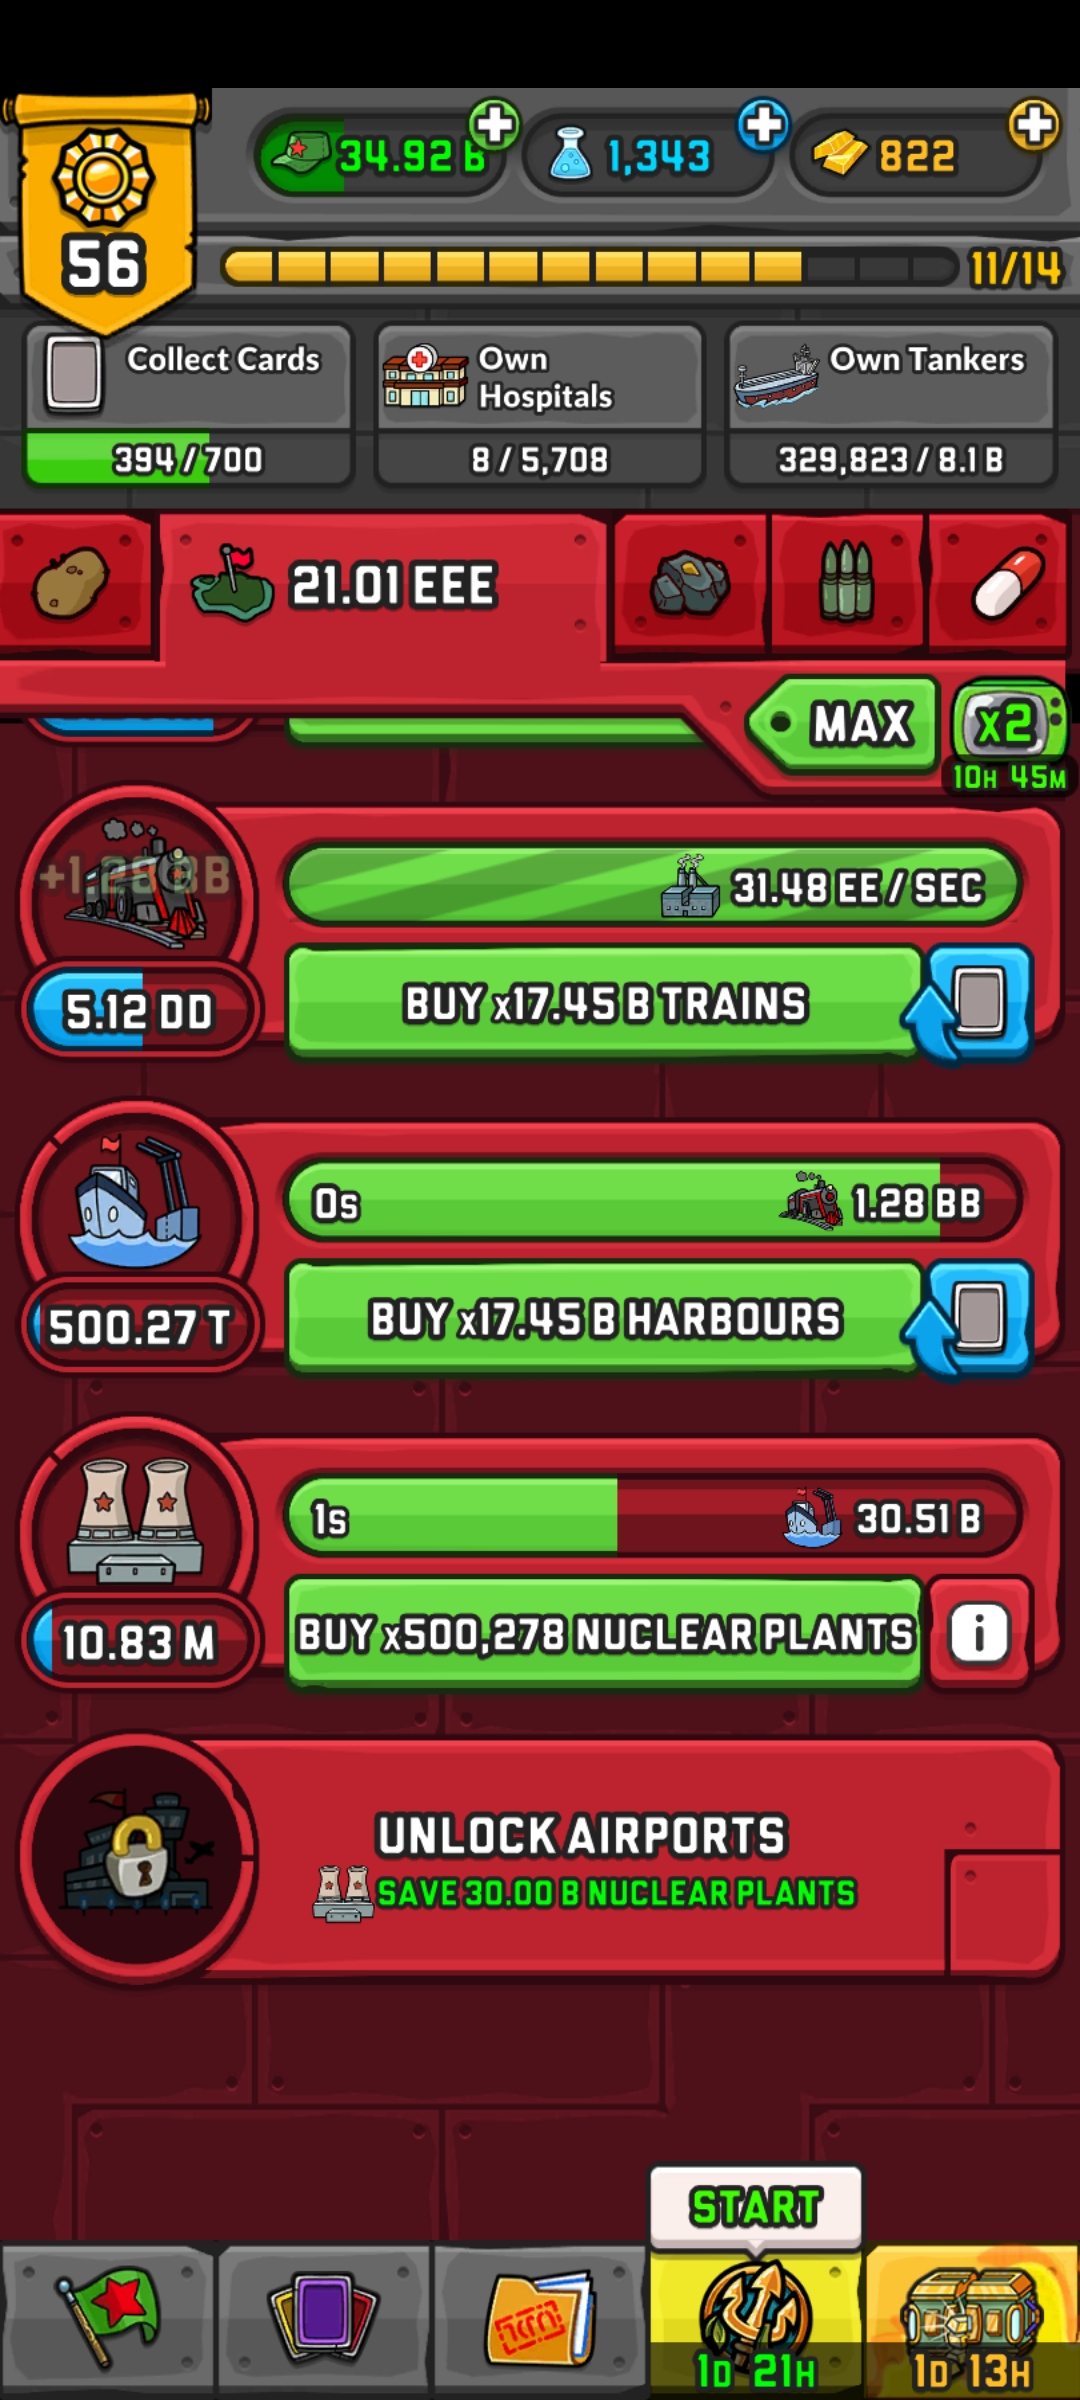 34.92 B
1,343
822
56
11/14
Collect Cards
394/700
Own
Hospitals
8/5,708
Own Tankers
329,823/8.1 B
21.01 EEE
MAX
x2
10H 45M
+1.28 BB
31.48 EE/SEC
5.12 DD
BUY x17.45 B TRAINS
0s
1.28 BB
500.27 T
BUY x17.45 B HARBOURS
1s
30.51 B
10.83 M
BUY x500,278 NUCLEAR PLANTS
i
UNLOCK AIRPORTS
SAVE 30.00 B NUCLEAR PLANTS
START
1D 21H
1D 13H